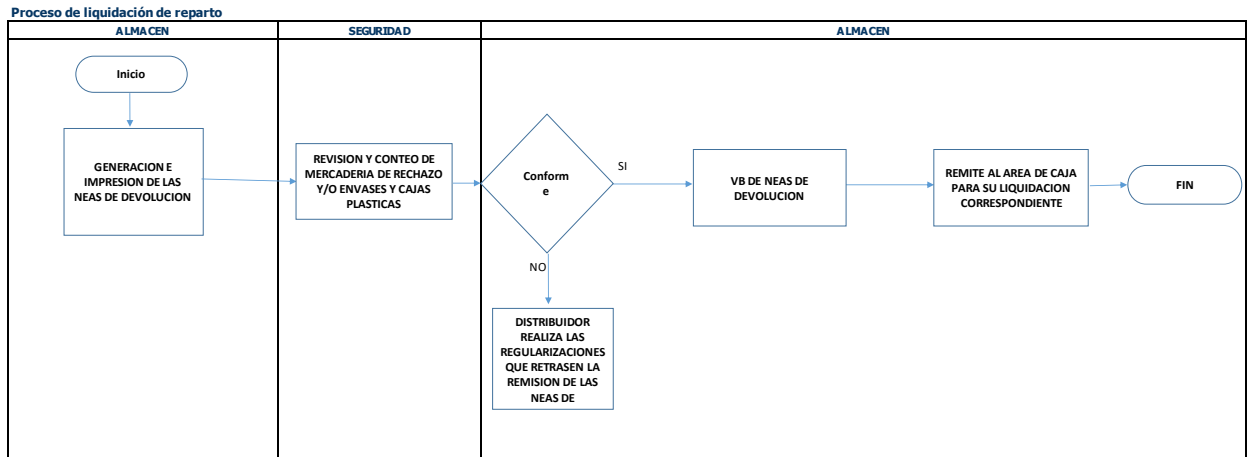 Proceso de liquidación de reparto
ALMACEN
SEGURIDAD
ALMACEN
Inicio
GENERACION E
IMPRESION DE LAS
NEAS DE DEVOLUCION
REVISION Y CONTEO DE
MERCADERIA DE RECHAZO
Y/O ENVASES Y CAJAS
PLASTICAS
Conform
e
SI
VB DE NEAS DE
DEVOLUCION
REMITE AL AREA DE CAJA
PARA SU LIQUIDACION
CORRESPONDIENTE
FIN
NO
DISTRIBUIDOR
REALIZA LAS
REGULARIZACIONES
QUE RETRASEN LA
REMISION DE LAS
NEAS DE